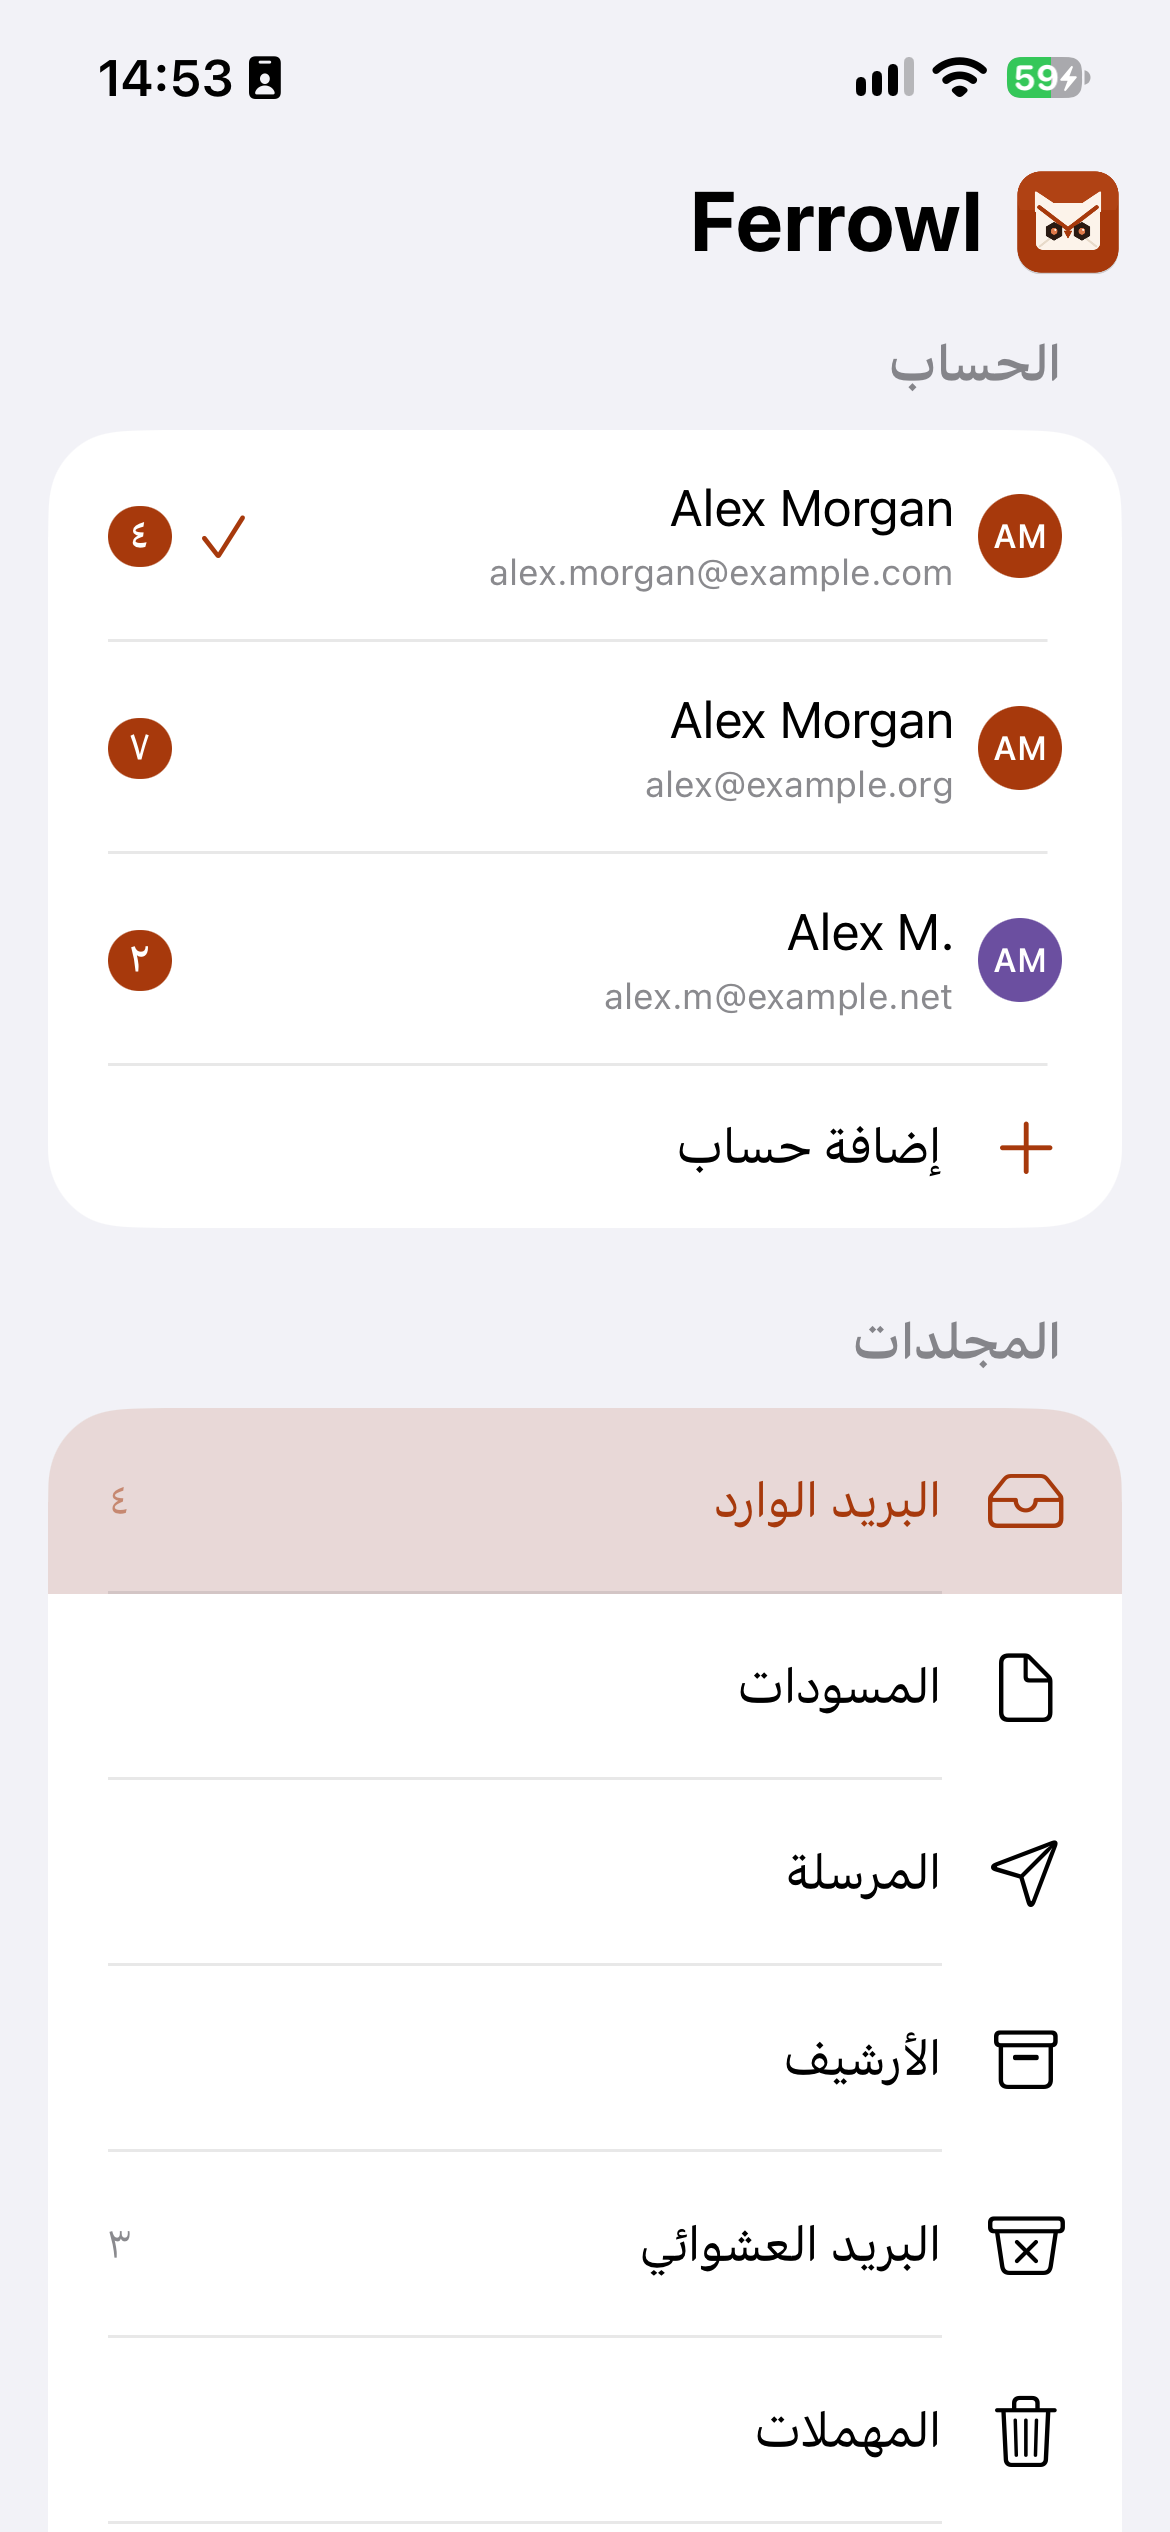 14:53
59
Ferrowl
الحساب
AM Alex Morgan ٤
alex.morgan@example.com
AM Alex Morgan ٧
alex@example.org
AM Alex M. ٢
alex.m@example.net
إضافة حساب
المجلدات
البريد الوارد ٤
المسودات
المرسلة
الأرشيف
البريد العشوائي ٣
المهملات